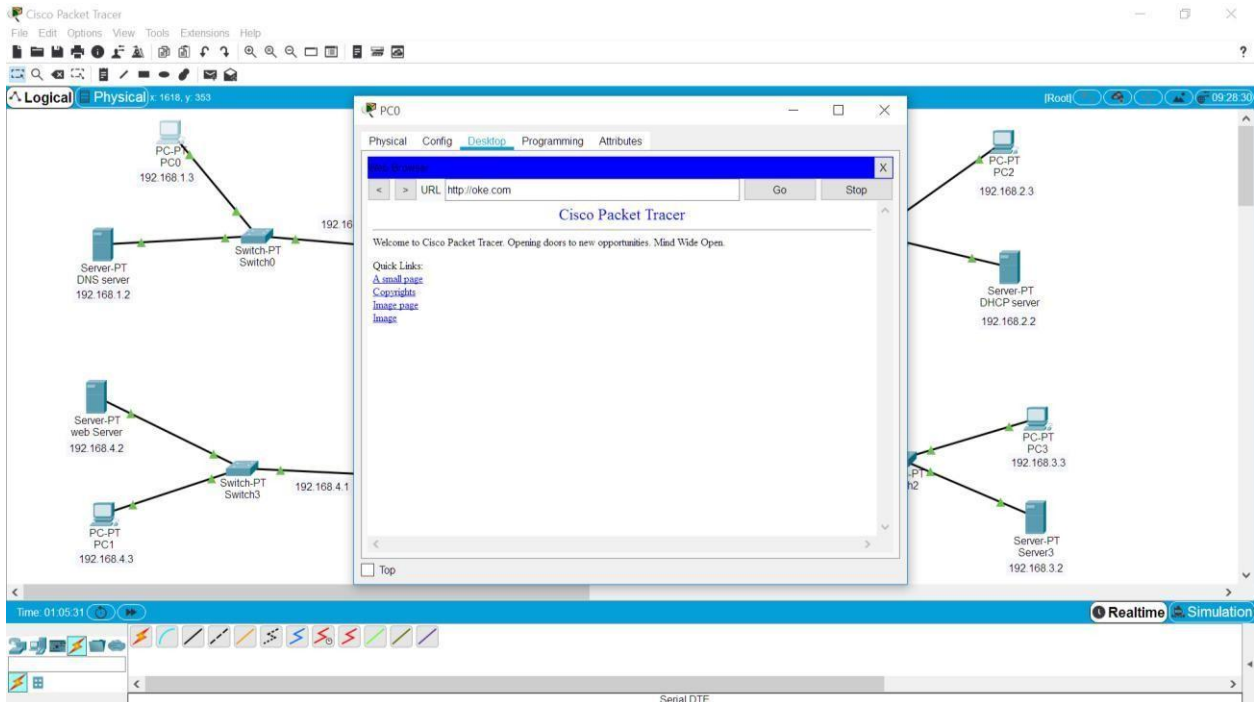 Cisco Packet Tracer
File Edit Options View Tools Extensions Help
?
Logical Physical x: 1618, y: 353
[Root] 09:28:30
PC-PT
PC0
192.168.1.3
Server-PT
DNS server
192.168.1.2
Switch-PT
Switch0
192.16
Server-PT
web Server
192.168.4.2
Switch-PT
Switch3
192.168.4.1
PC-PT
PC1
192.168.4.3
PC0
Physical Config Desktop Programming Attributes
X
< > URL http://oke.com Go Stop
Cisco Packet Tracer
Welcome to Cisco Packet Tracer. Opening doors to new opportunities. Mind Wide Open.
Quick Links:
A small page
Copyrights
Image page
Image
Top
PC-PT
PC2
192.168.2.3
Server-PT
DHCP server
192.168.2.2
PC-PT
PC3
192.168.3.3
-PT
h2
Server-PT
Server3
192.168.3.2
Time: 01:05:31
Realtime Simulation
Serial DTE